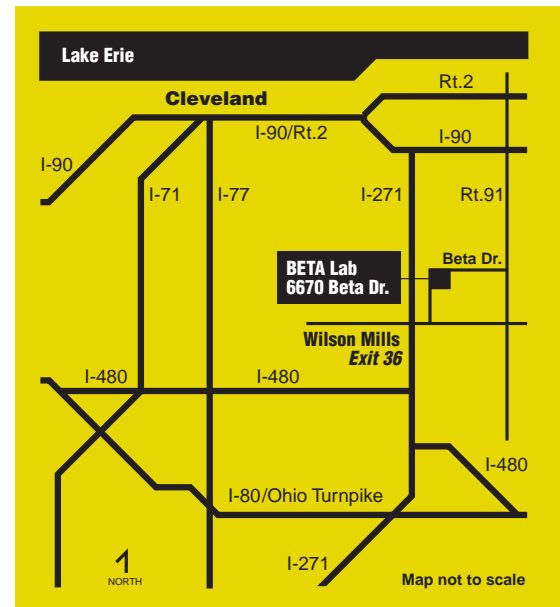 Lake Erie
Rt.2
Cleveland
I-90/Rt.2
I-90
I-90
I-71
I-77
I-271
Rt.91
Beta Dr.
BETA Lab
6670 Beta Dr.
Wilson Mills
Exit 36
I-480
I-480
I-480
I-80/Ohio Turnpike
I-271
NORTH
Map not to scale